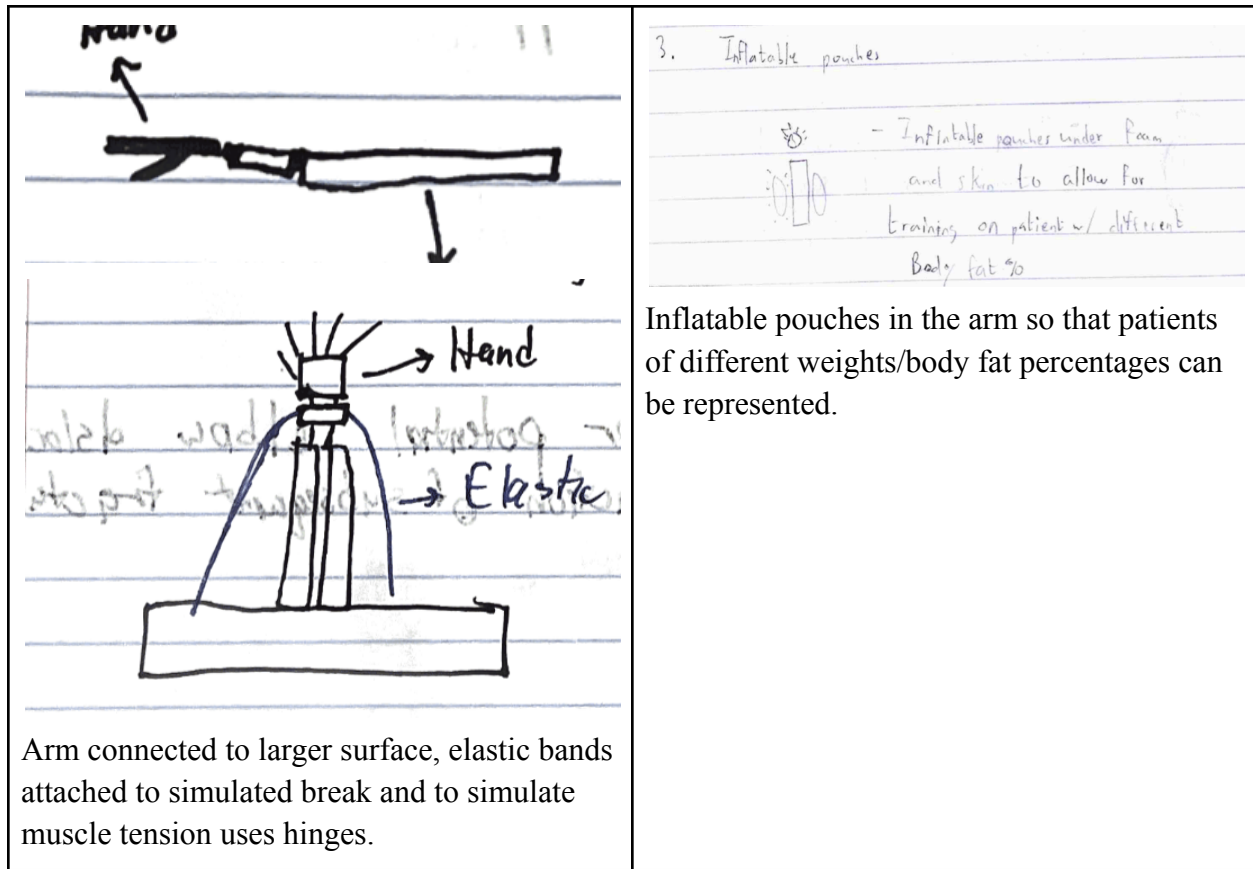 Hand
Hand
Elastic
Arm connected to larger surface, elastic bands
attached to simulated break and to simulate
muscle tension uses hinges.
3. Inflatable pouches
- Inflatable pouches under foam
and skin to allow for
training on patient w/ different
Body fat %
Inflatable pouches in the arm so that patients
of different weights/body fat percentages can
be represented.